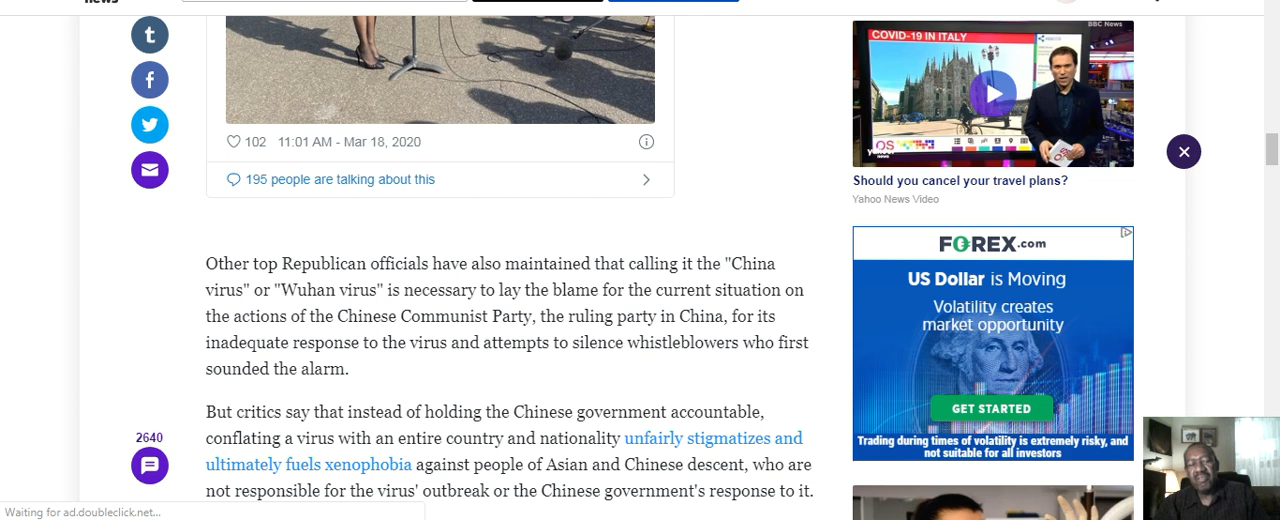 news
t
f
102 11:01 AM - Mar 18, 2020
195 people are talking about this
Other top Republican officials have also maintained that calling it the "China
virus" or "Wuhan virus" is necessary to lay the blame for the current situation on
the actions of the Chinese Communist Party, the ruling party in China, for its
inadequate response to the virus and attempts to silence whistleblowers who first
sounded the alarm.
But critics say that instead of holding the Chinese government accountable,
conflating a virus with an entire country and nationality unfairly stigmatizes and
ultimately fuels xenophobia against people of Asian and Chinese descent, who are
not responsible for the virus' outbreak or the Chinese government's response to it.
2640
Waiting for ad.doubleclick.net...
BBC News
COVID-19 IN ITALY
OS
news
Should you cancel your travel plans?
Yahoo News Video
FOREX.com
US Dollar is Moving
Volatility creates
market opportunity
GET STARTED
Trading during times of volatility is extremely risky, and
not suitable for all investors